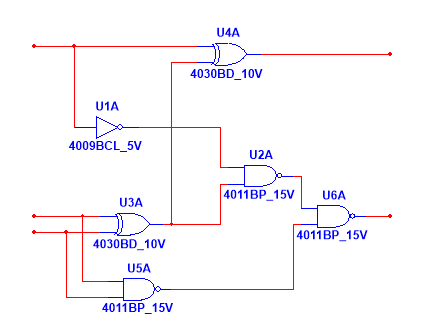 U4A
4030BD_10V
U1A
4009BCL_5V
U2A
4011BP_15V
U6A
4011BP_15V
U3A
4030BD_10V
U5A
4011BP_15V